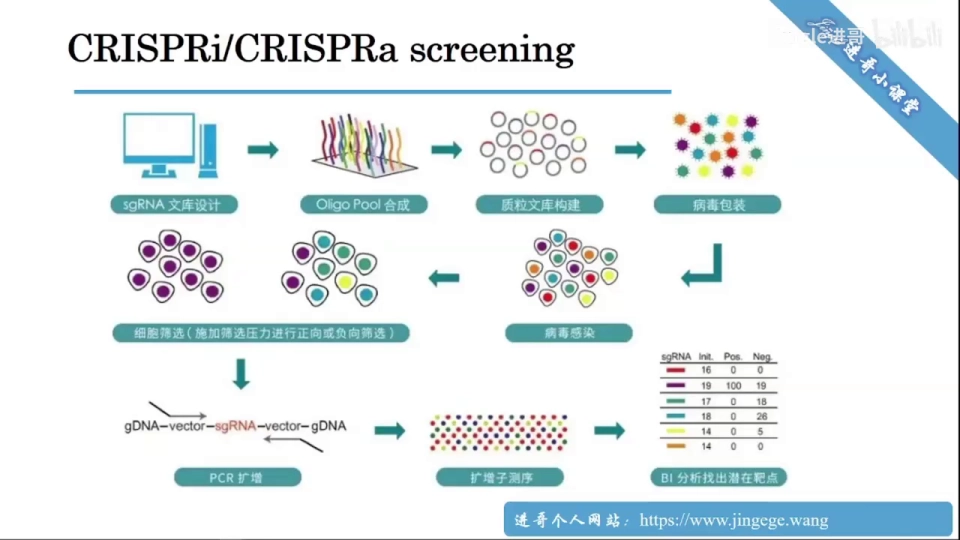 CRISPRi/CRISPRa screening
进哥
bilibili
进哥小课堂
sgRNA 文库设计
Oligo Pool 合成
质粒文库构建
病毒包装
细胞筛选（施加筛选压力进行正向或负向筛选）
病毒感染
gDNA–vector–sgRNA–vector–gDNA
sgRNA Init. Pos. Neg.
16 0 0
19 100 19
17 0 18
18 0 26
14 0 5
14 0 0
PCR 扩增
扩增子测序
BI 分析找出潜在靶点
进哥个人网站：https://www.jingege.wang